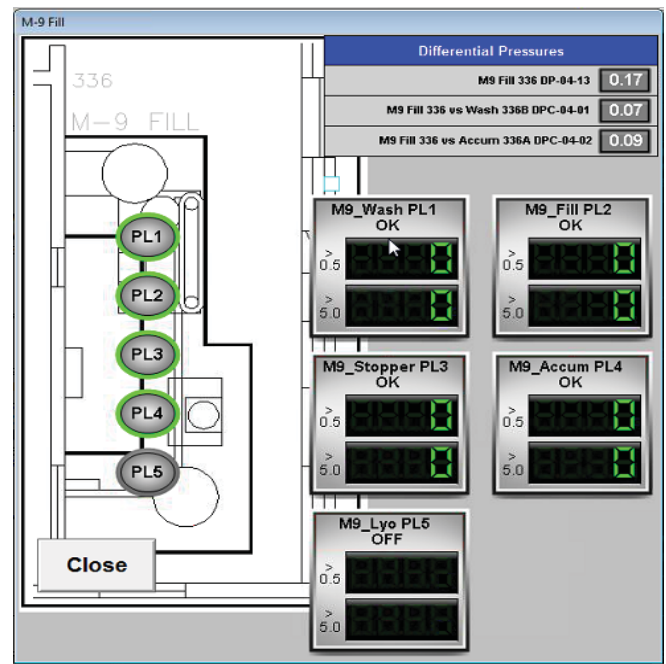 M-9 Fill
336
M-9 FILL
Differential Pressures
M9 Fill 336 DP-04-13 0.17
M9 Fill 336 vs Wash 336B DPC-04-01 0.07
M9 Fill 336 vs Accum 336A DPC-04-02 0.09
PL1
PL2
PL3
PL4
PL5
M9_Wash PL1
OK
> 0.5 0
> 5.0 0
M9_Fill PL2
OK
> 0.5 0
> 5.0 0
M9_Stopper PL3
OK
> 0.5 0
> 5.0 0
M9_Accum PL4
OK
> 0.5 0
> 5.0 0
M9_Lyo PL5
OFF
> 0.5
> 5.0
Close